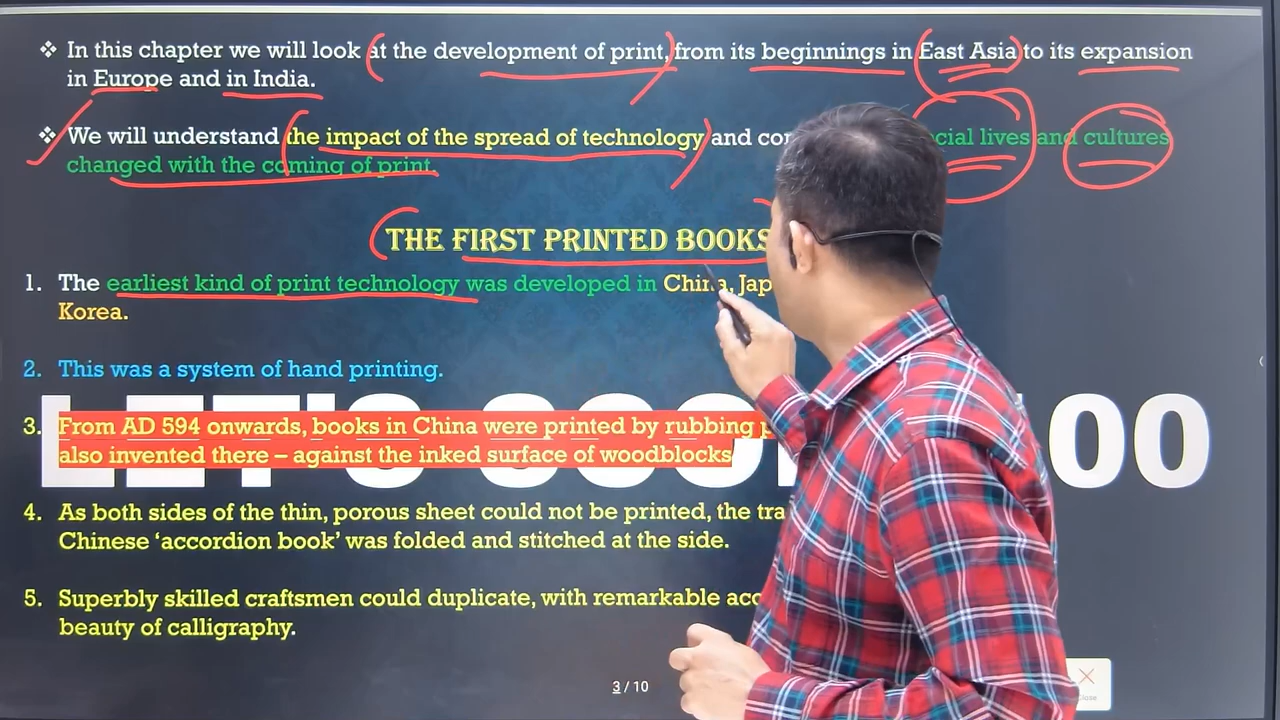 ❖ In this chapter we will look at the development of print, from its beginnings in East Asia to its expansion
in Europe and in India.
❖ We will understand the impact of the spread of technology and lives and cultures
changed with the coming of print.
THE FIRST PRINTED BOOKS
1. The earliest kind of print technology was developed in China,
Korea.
2. This was a system of hand printing.
LET'S 00
3. From AD 594 onwards, books in China were printed by rubbing
also invented there – against the inked surface of woodblocks
4. As both sides of the thin, porous sheet could not be printed, the
Chinese ‘accordion book’ was folded and stitched at the side.
5. Superbly skilled craftsmen could duplicate, with remarkable
beauty of calligraphy.
3 / 10